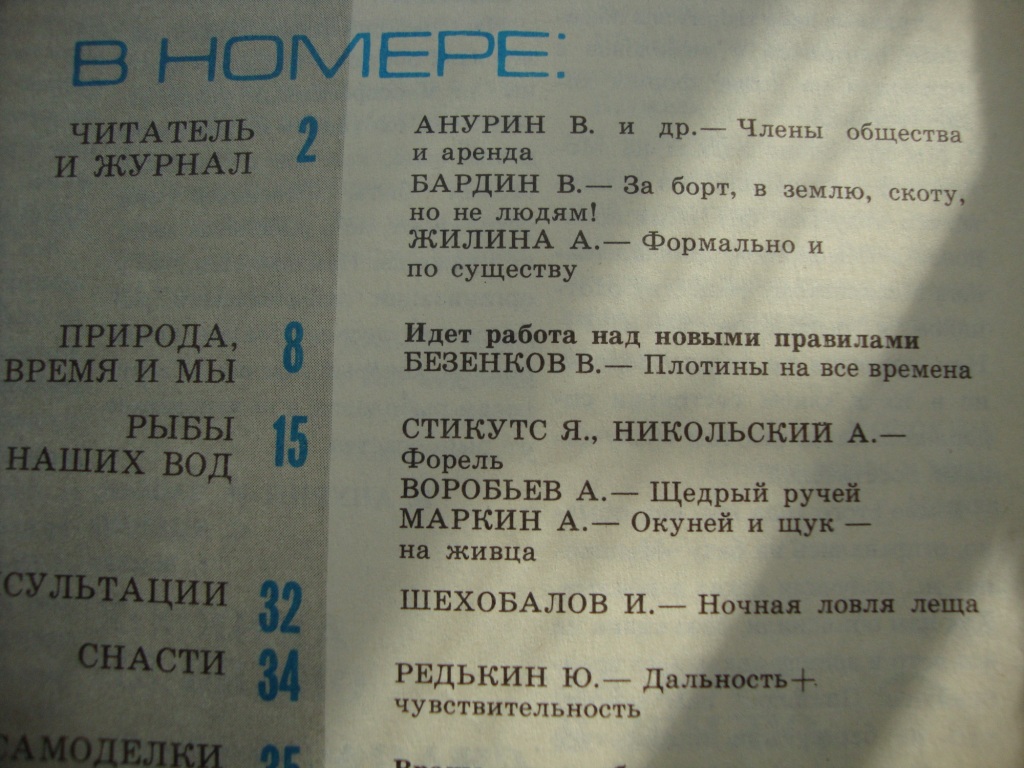 В НОМЕРЕ:
ЧИТАТЕЛЬ
И ЖУРНАЛ
2
АНУРИН В. и др.— Члены общества
и аренда
БАРДИН В.— За борт, в землю, скоту,
но не людям!
ЖИЛИНА А.— Формально и
по существу
ПРИРОДА,
ВРЕМЯ И МЫ
8
Идет работа над новыми правилами
БЕЗЕНКОВ В.— Плотины на все времена
РЫБЫ
НАШИХ ВОД
15
СТИКУТС Я., НИКОЛЬСКИЙ А.—
Форель
ВОРОБЬЕВ А.— Щедрый ручей
МАРКИН А.— Окуней и щук —
на живца
СУЛЬТАЦИИ
32
ШЕХОБАЛОВ И.— Ночная ловля леща
СНАСТИ
34
РЕДЬКИН Ю.— Дальность+
чувствительность
САМОДЕЛКИ
35